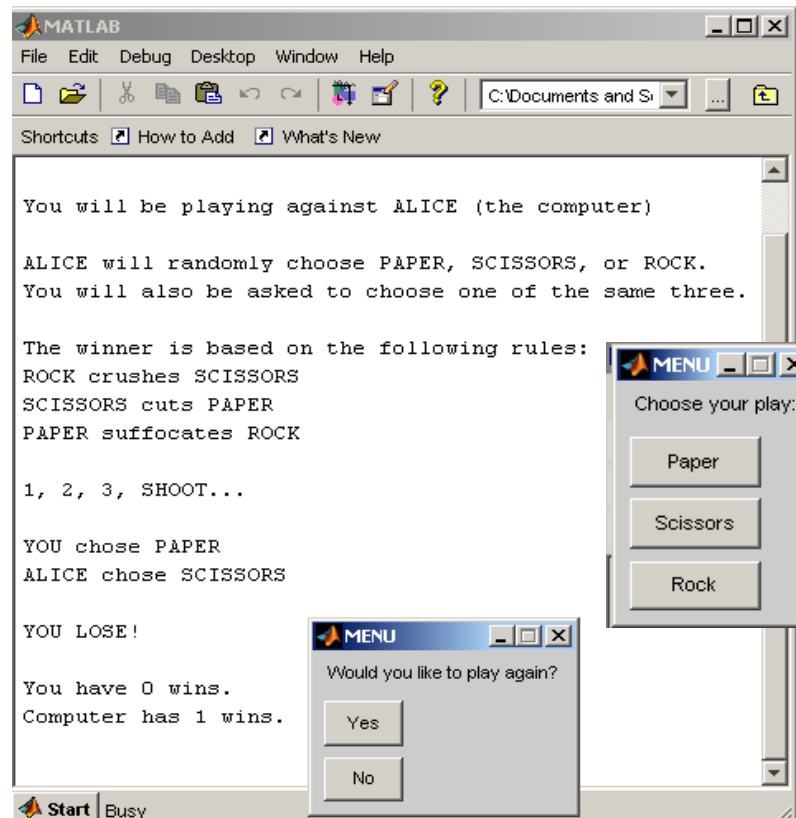 MATLAB
File Edit Debug Desktop Window Help
C:\Documents and S
...
Shortcuts How to Add What's New
You will be playing against ALICE (the computer)
ALICE will randomly choose PAPER, SCISSORS, or ROCK.
You will also be asked to choose one of the same three.
The winner is based on the following rules:
ROCK crushes SCISSORS
SCISSORS cuts PAPER
PAPER suffocates ROCK
1, 2, 3, SHOOT...
YOU chose PAPER
ALICE chose SCISSORS
YOU LOSE!
You have 0 wins.
Computer has 1 wins.
MENU
Choose your play:
Paper
Scissors
Rock
MENU
Would you like to play again?
Yes
No
Start Busy